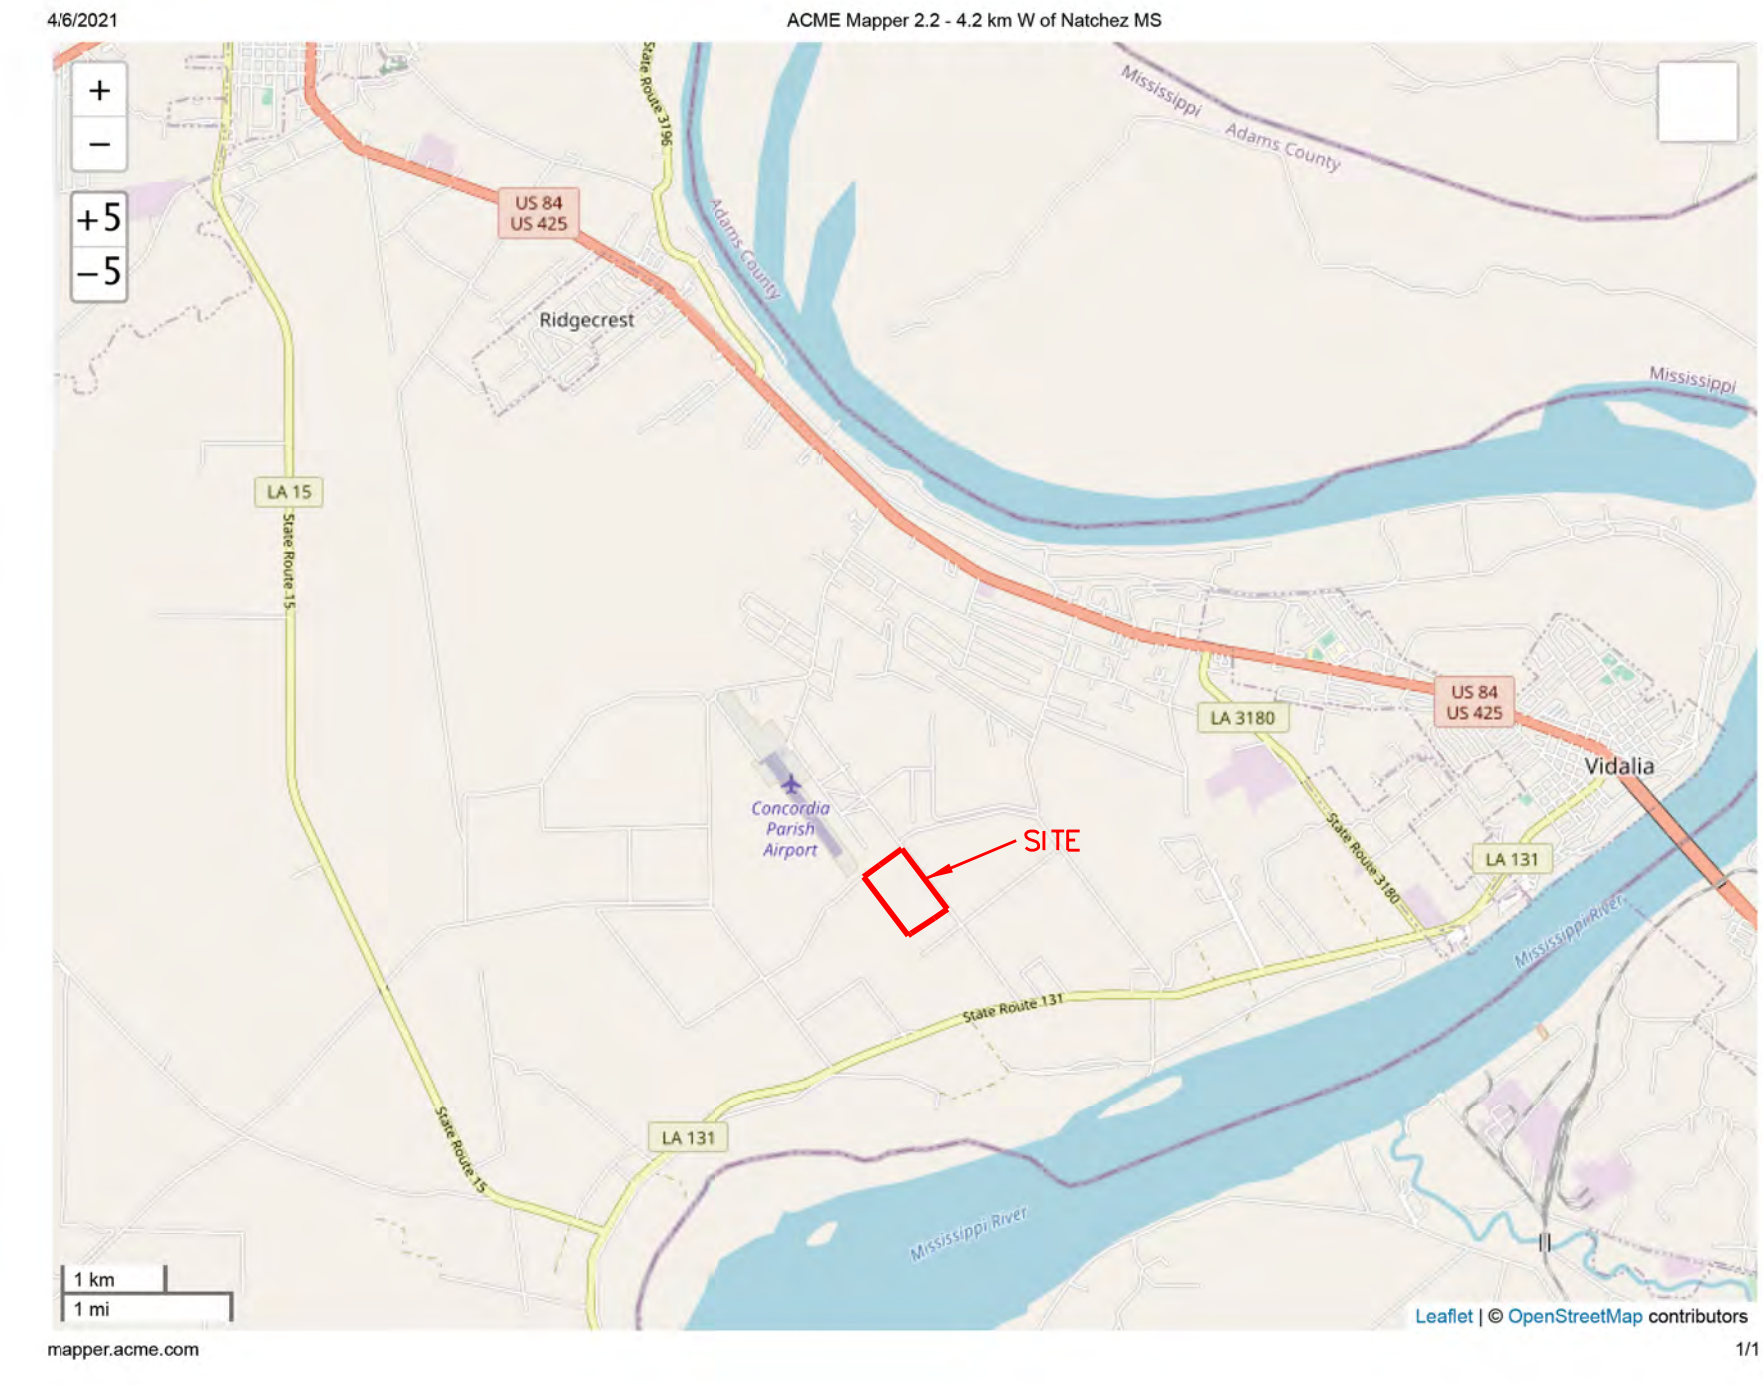 4/6/2021
ACME Mapper 2.2 - 4.2 km W of Natchez MS
+
−
+5
−5
State Route 3196
Mississippi
Adams County
US 84
US 425
Adams County
Ridgecrest
Mississippi
LA 15
State Route 15
LA 3180
US 84
US 425
Vidalia
Concordia
Parish
Airport
SITE
State Route 3180
LA 131
Mississippi River
State Route 131
State Route 15
LA 131
Mississippi River
1 km
1 mi
Leaflet | © OpenStreetMap contributors
mapper.acme.com
1/1